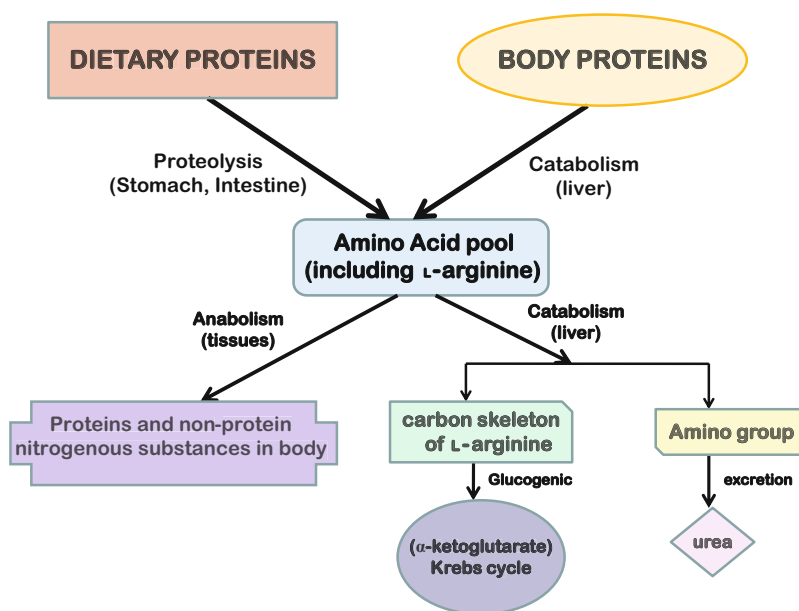 DIETARY PROTEINS
BODY PROTEINS
Proteolysis
(Stomach, Intestine)
Catabolism
(liver)
Amino Acid pool
(including L-arginine)
Anabolism
(tissues)
Catabolism
(liver)
Proteins and non-protein
nitrogenous substances in body
carbon skeleton
of L-arginine
Amino group
Glucogenic
excretion
(α-ketoglutarate)
Krebs cycle
urea